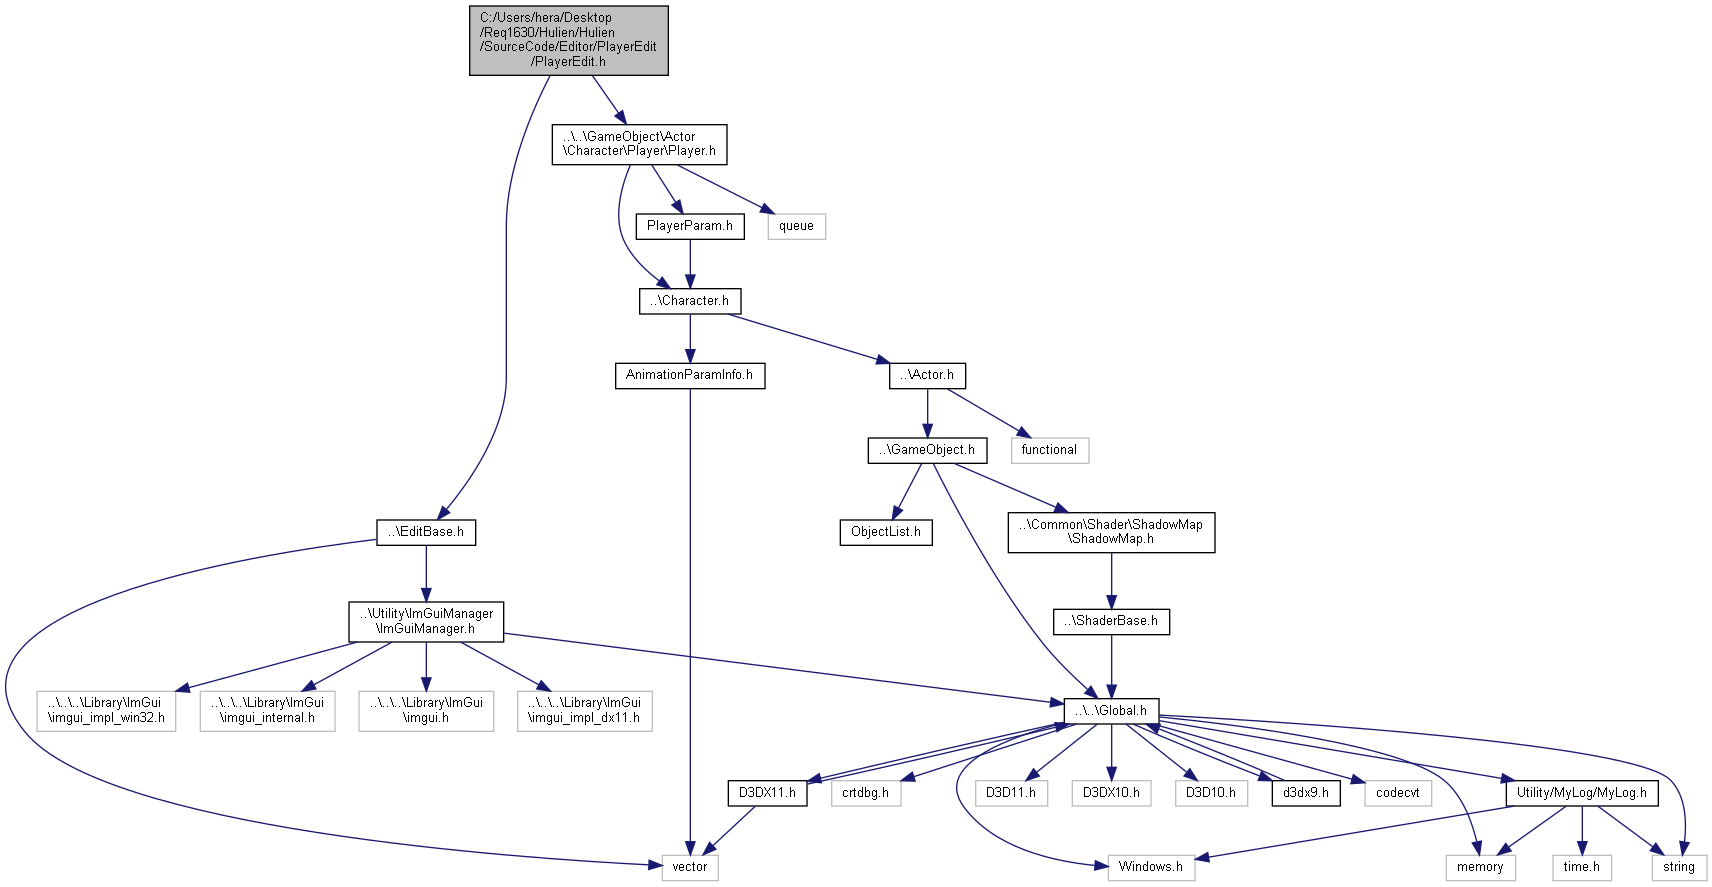 C:/Users/hera/Desktop
/Req1630/Hulien/Hulien
/SourceCode/Editor/PlayerEdit
/PlayerEdit.h
..\..\GameObject\Actor
\Character\Player\Player.h
PlayerParam.h
queue
..\Character.h
AnimationParamInfo.h
..\Actor.h
..\GameObject.h
functional
..\EditBase.h
ObjectList.h
..\Common\Shader\ShadowMap
\ShadowMap.h
..\Utility\ImGuiManager
\ImGuiManager.h
..\ShaderBase.h
..\..\..\Library\ImGui
\imgui_impl_win32.h
..\..\..\Library\ImGui
\imgui_internal.h
..\..\..\Library\ImGui
\imgui.h
..\..\..\Library\ImGui
\imgui_impl_dx11.h
..\..\Global.h
D3DX11.h
crtdbg.h
D3D11.h
D3DX10.h
D3D10.h
d3dx9.h
codecvt
Utility/MyLog/MyLog.h
vector
Windows.h
memory
time.h
string